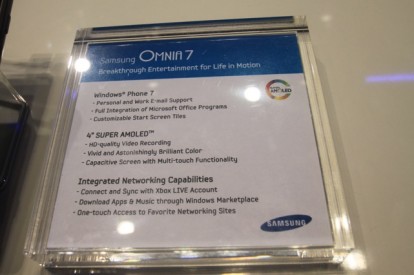 Samsung OMNIA 7
Breakthrough Entertainment for Life in Motion
Windows® Phone 7
- Personal and Work E-mail Support
- Full Integration of Microsoft Office Programs
- Customizable Start Screen Tiles
4" SUPER AMOLED™
- HD-quality Video Recording
- Vivid and Astonishingly Brilliant Color
- Capacitive Screen with Multi-touch Functionality
Integrated Networking Capabilities
- Connect and Sync with Xbox LIVE Account
- Download Apps & Music through Windows Marketplace
- One-touch Access to Favorite Networking Sites
SAMSUNG